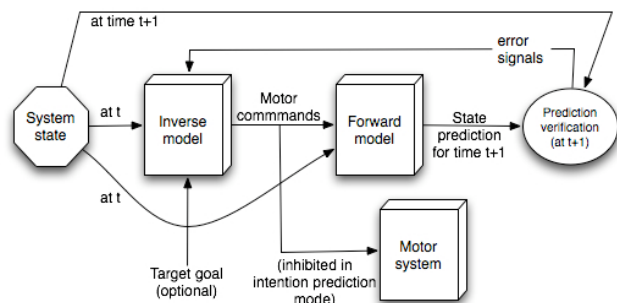 at time t+1
error
signals
System
state
at t
Inverse
model
Motor
commmands
Forward
model
State
prediction
for time t+1
Prediction
verification
(at t+1)
at t
Target goal
(optional)
(inhibited in
intention prediction
mode)
Motor
system